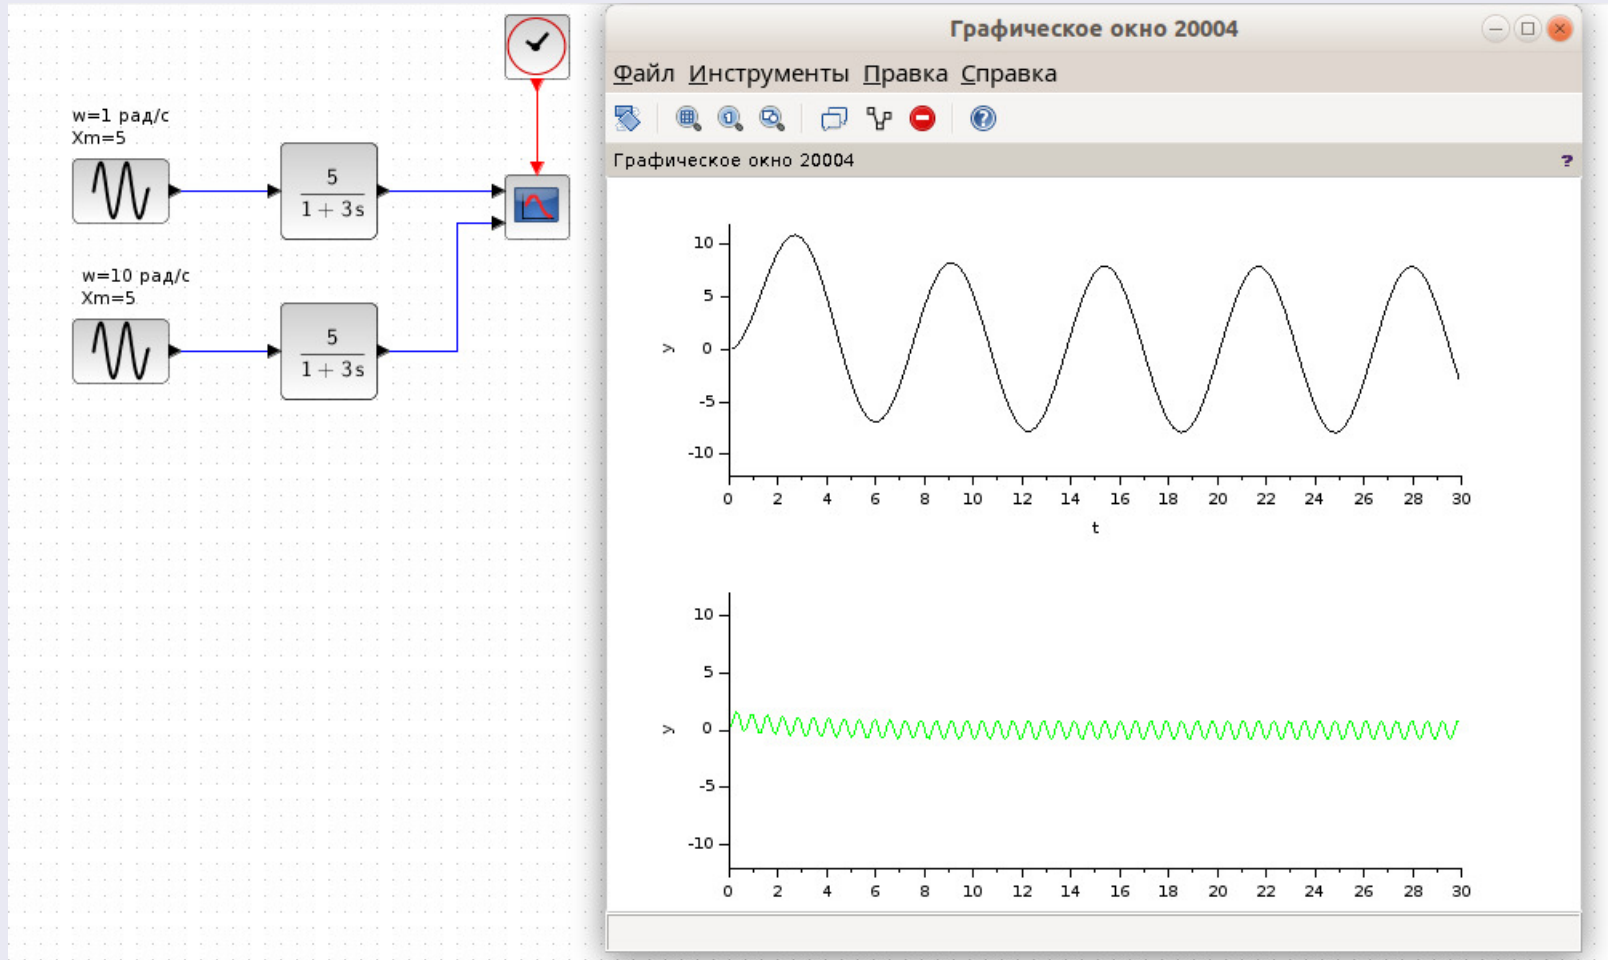 w=1 рад/с
Xm=5
5
1 + 3s
w=10 рад/с
Xm=5
5
1 + 3s
Графическое окно 20004
Файл Инструменты Правка Справка
Графическое окно 20004 ?
10
5
y 0
-5
-10
0 2 4 6 8 10 12 14 16 18 20 22 24 26 28 30
t
10
5
y 0
-5
-10
0 2 4 6 8 10 12 14 16 18 20 22 24 26 28 30